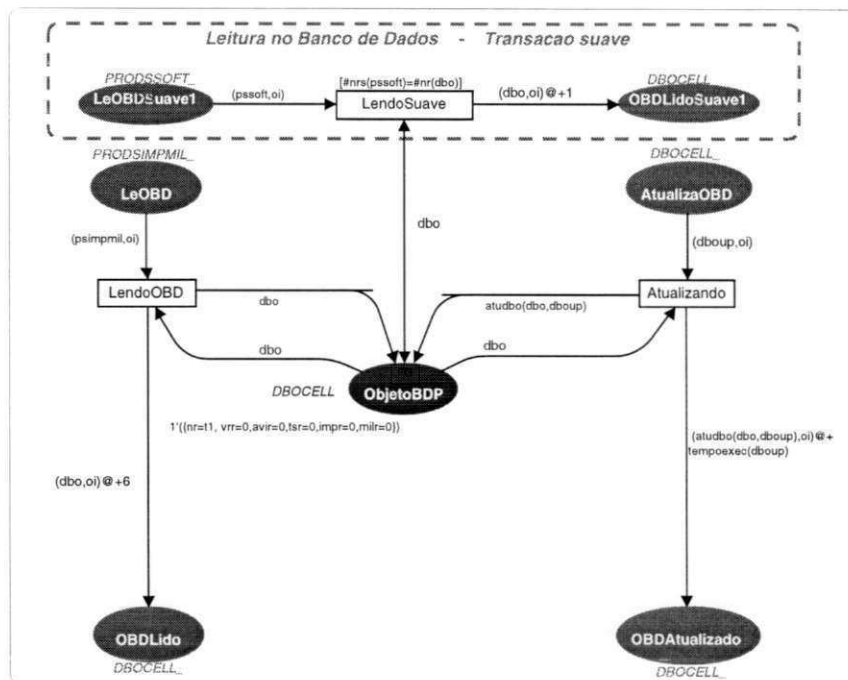 Leitura no Banco de Dados - Transacao suave
PRODSSOFT_
LeOBDSuave1
(pssoft,oi)
[#nrs(pssoft)=#nr(dbo)]
LendoSuave
(dbo,oi)@+1
DBOCELL_
OBDLidoSuave1
PRODSIMPMIL_
LeOBD
DBOCELL_
AtualizaOBD
(psimpmil,oi)
dbo
(dboup,oi)
LendoOBD
dbo
atudbo(dbo,dboup)
Atualizando
dbo
dbo
DBOCELL
ObjetoBDP
1'({nr=t1, vrr=0,avir=0,tsr=0,impr=0,milr=0})
(dbo,oi)@+6
(atudbo(dbo,dboup),oi)@+
tempoexec(dboup)
OBDLido
DBOCELL_
OBDAtualizado
DBOCELL_